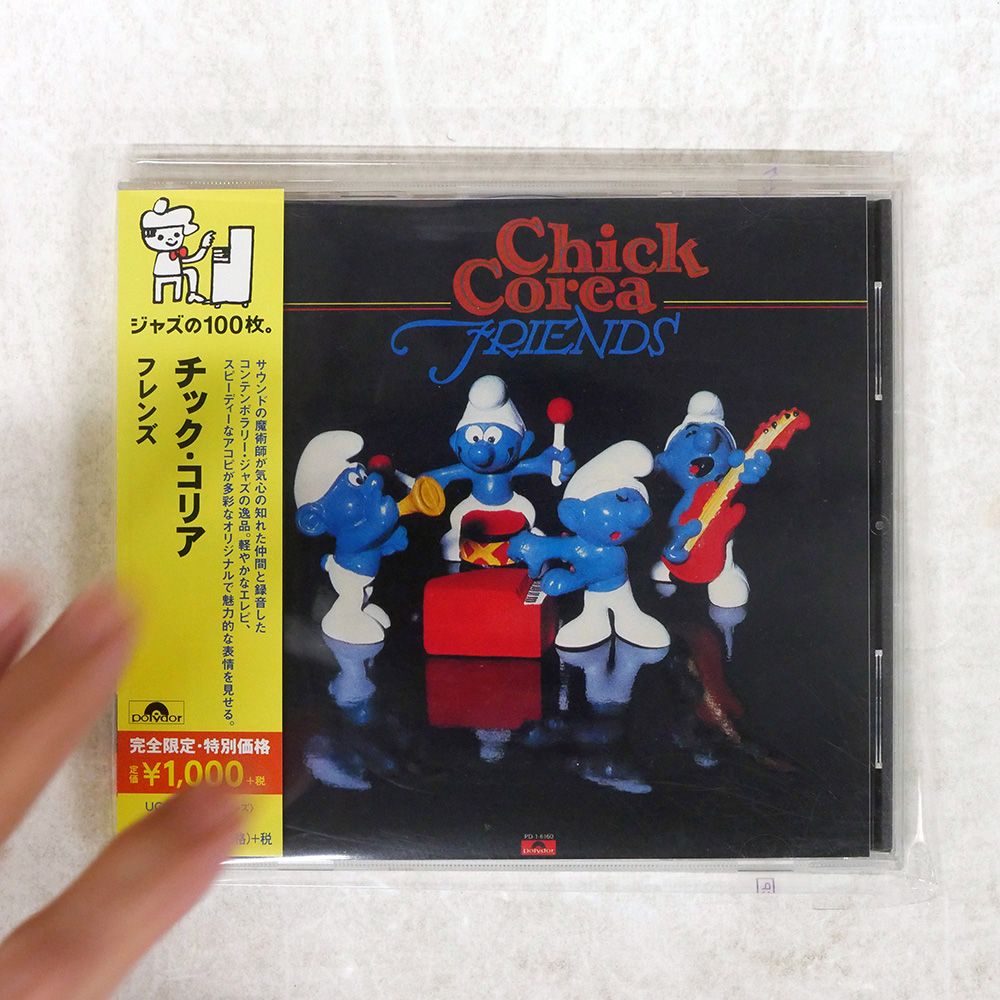 ジャズの100枚。
チック・コリア
フレンズ
サウンドの魔術師が気心の知れた仲間と録音した
コンテンポラリー・ジャズの逸品。軽やかなエレピ、
スピーディーなアコピが多彩なオリジナルで魅力的な表情を見せる。
polydor
完全限定・特別価格
定価 ¥1,000+税
)+税
Chick
Corea
FRIENDS
PD-1-6160
polydor